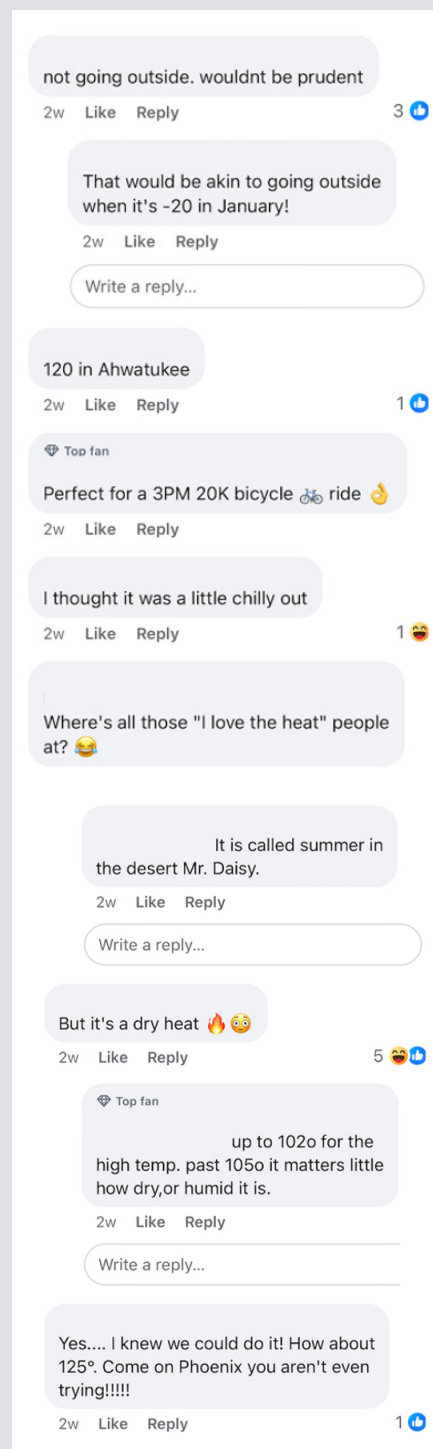 not going outside. wouldnt be prudent
2w Like Reply 3
That would be akin to going outside
when it's -20 in January!
2w Like Reply
Write a reply...
120 in Ahwatukee
2w Like Reply 1
Top fan
Perfect for a 3PM 20K bicycle 🚲 ride 👌
2w Like Reply
I thought it was a little chilly out
2w Like Reply 1
Where's all those "I love the heat" people
at? 😂
It is called summer in
the desert Mr. Daisy.
2w Like Reply
Write a reply...
But it's a dry heat 🔥😳
2w Like Reply 5
Top fan
up to 102o for the
high temp. past 105o it matters little
how dry,or humid it is.
2w Like Reply
Write a reply...
Yes.... I knew we could do it! How about
125°. Come on Phoenix you aren't even
trying!!!!!
2w Like Reply 1